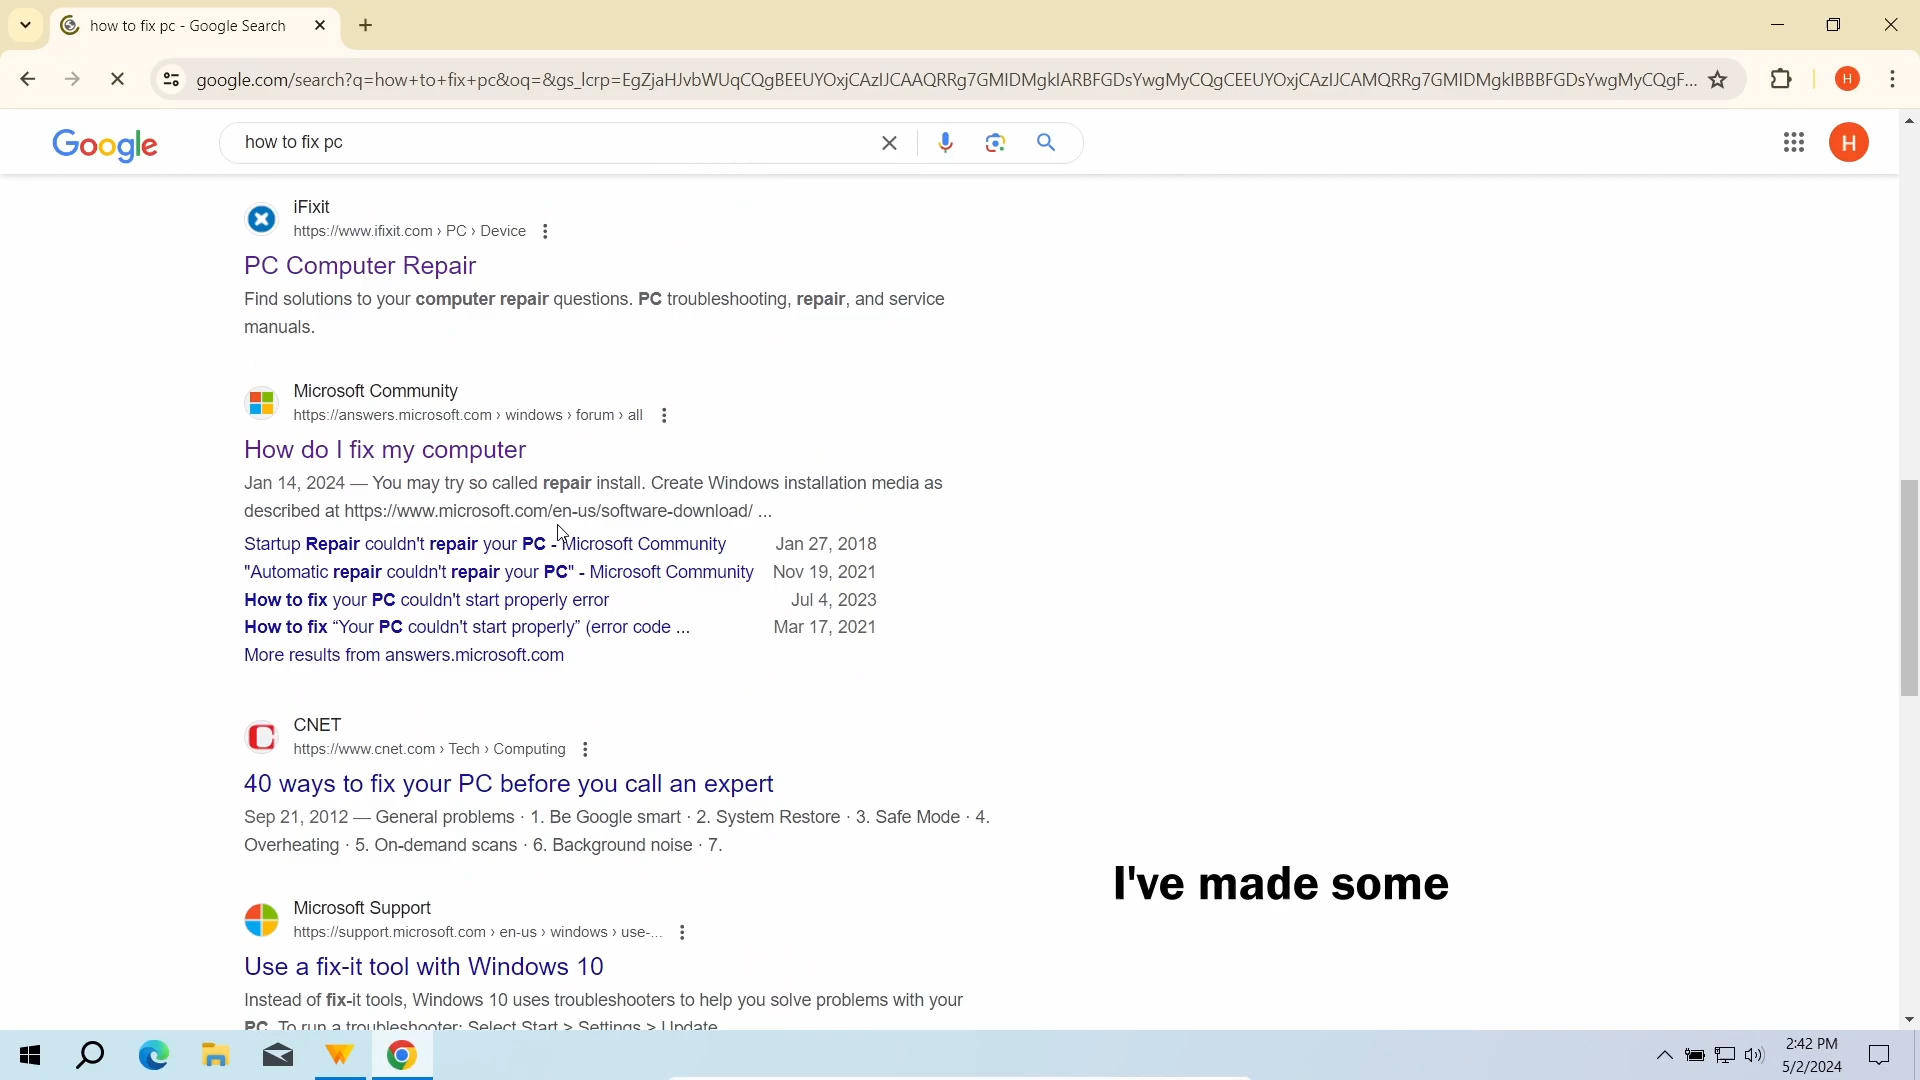 how to fix pc - Google Search
google.com/search?q=how+to+fix+pc&oq=&gs_lcrp=EgZjaHJvbWUqCQgBEEUYOxjCAzIJCAAQRRg7GMIDMgkIARBFGDsYwgMyCQgCEEUYOxjCAzIJCAMQRRg7GMIDMgkIBBBFGDsYwgMyCQgF...
Google
how to fix pc
H
H
iFixit
https://www.ifixit.com › PC › Device
PC Computer Repair
Find solutions to your computer repair questions. PC troubleshooting, repair, and service
manuals.
Microsoft Community
https://answers.microsoft.com › windows › forum › all
How do I fix my computer
Jan 14, 2024 — You may try so called repair install. Create Windows installation media as
described at https://www.microsoft.com/en-us/software-download/ ...
Startup Repair couldn't repair your PC - Microsoft Community Jan 27, 2018
"Automatic repair couldn't repair your PC" - Microsoft Community Nov 19, 2021
How to fix your PC couldn't start properly error Jul 4, 2023
How to fix “Your PC couldn't start properly” (error code ... Mar 17, 2021
More results from answers.microsoft.com
CNET
https://www.cnet.com › Tech › Computing
40 ways to fix your PC before you call an expert
Sep 21, 2012 — General problems · 1. Be Google smart · 2. System Restore · 3. Safe Mode · 4.
Overheating · 5. On-demand scans · 6. Background noise · 7.
I've made some
Microsoft Support
https://support.microsoft.com › en-us › windows › use-...
Use a fix-it tool with Windows 10
Instead of fix-it tools, Windows 10 uses troubleshooters to help you solve problems with your
PC. To run a troubleshooter: Select Start > Settings > Update
2:42 PM
5/2/2024